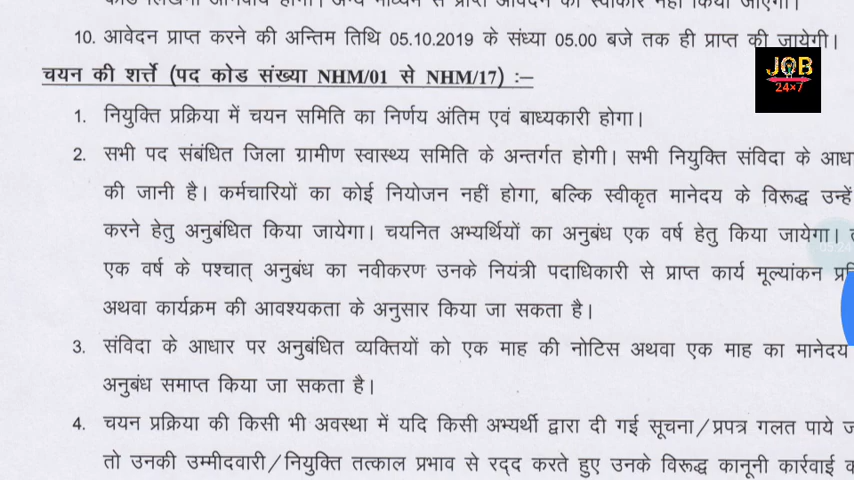 10. आवेदन प्राप्त करने की अन्तिम तिथि 05.10.2019 के संध्या 05.00 बजे तक ही प्राप्त की जायेगी।
JOB
24×7
चयन की शर्त्ते (पद कोड संख्या NHM/01 से NHM/17) :–
1. नियुक्ति प्रक्रिया में चयन समिति का निर्णय अंतिम एवं बाध्यकारी होगा।
2. सभी पद संबंधित जिला ग्रामीण स्वास्थ्य समिति के अन्तर्गत होगी। सभी नियुक्ति संविदा के
की जानी है। कर्मचारियों का कोई नियोजन नहीं होगा, बल्कि स्वीकृत मानेदय के विरूद्ध उन्हें
करने हेतु अनुबंधित किया जायेगा। चयनित अभ्यर्थियों का अनुबंध एक वर्ष हेतु किया जायेगा।
एक वर्ष के पश्चात् अनुबंध का नवीकरण उनके नियंत्री पदाधिकारी से प्राप्त कार्य मूल्यांकन
अथवा कार्यक्रम की आवश्यकता के अनुसार किया जा सकता है।
3. संविदा के आधार पर अनुबंधित व्यक्तियों को एक माह की नोटिस अथवा एक माह का मानेदय
अनुबंध समाप्त किया जा सकता है।
4. चयन प्रक्रिया की किसी भी अवस्था में यदि किसी अभ्यर्थी द्वारा दी गई सूचना/प्रपत्र गलत पाये
तो उनकी उम्मीदवारी/नियुक्ति तत्काल प्रभाव से रद्द करते हुए उनके विरूद्ध कानूनी कार्रवाई